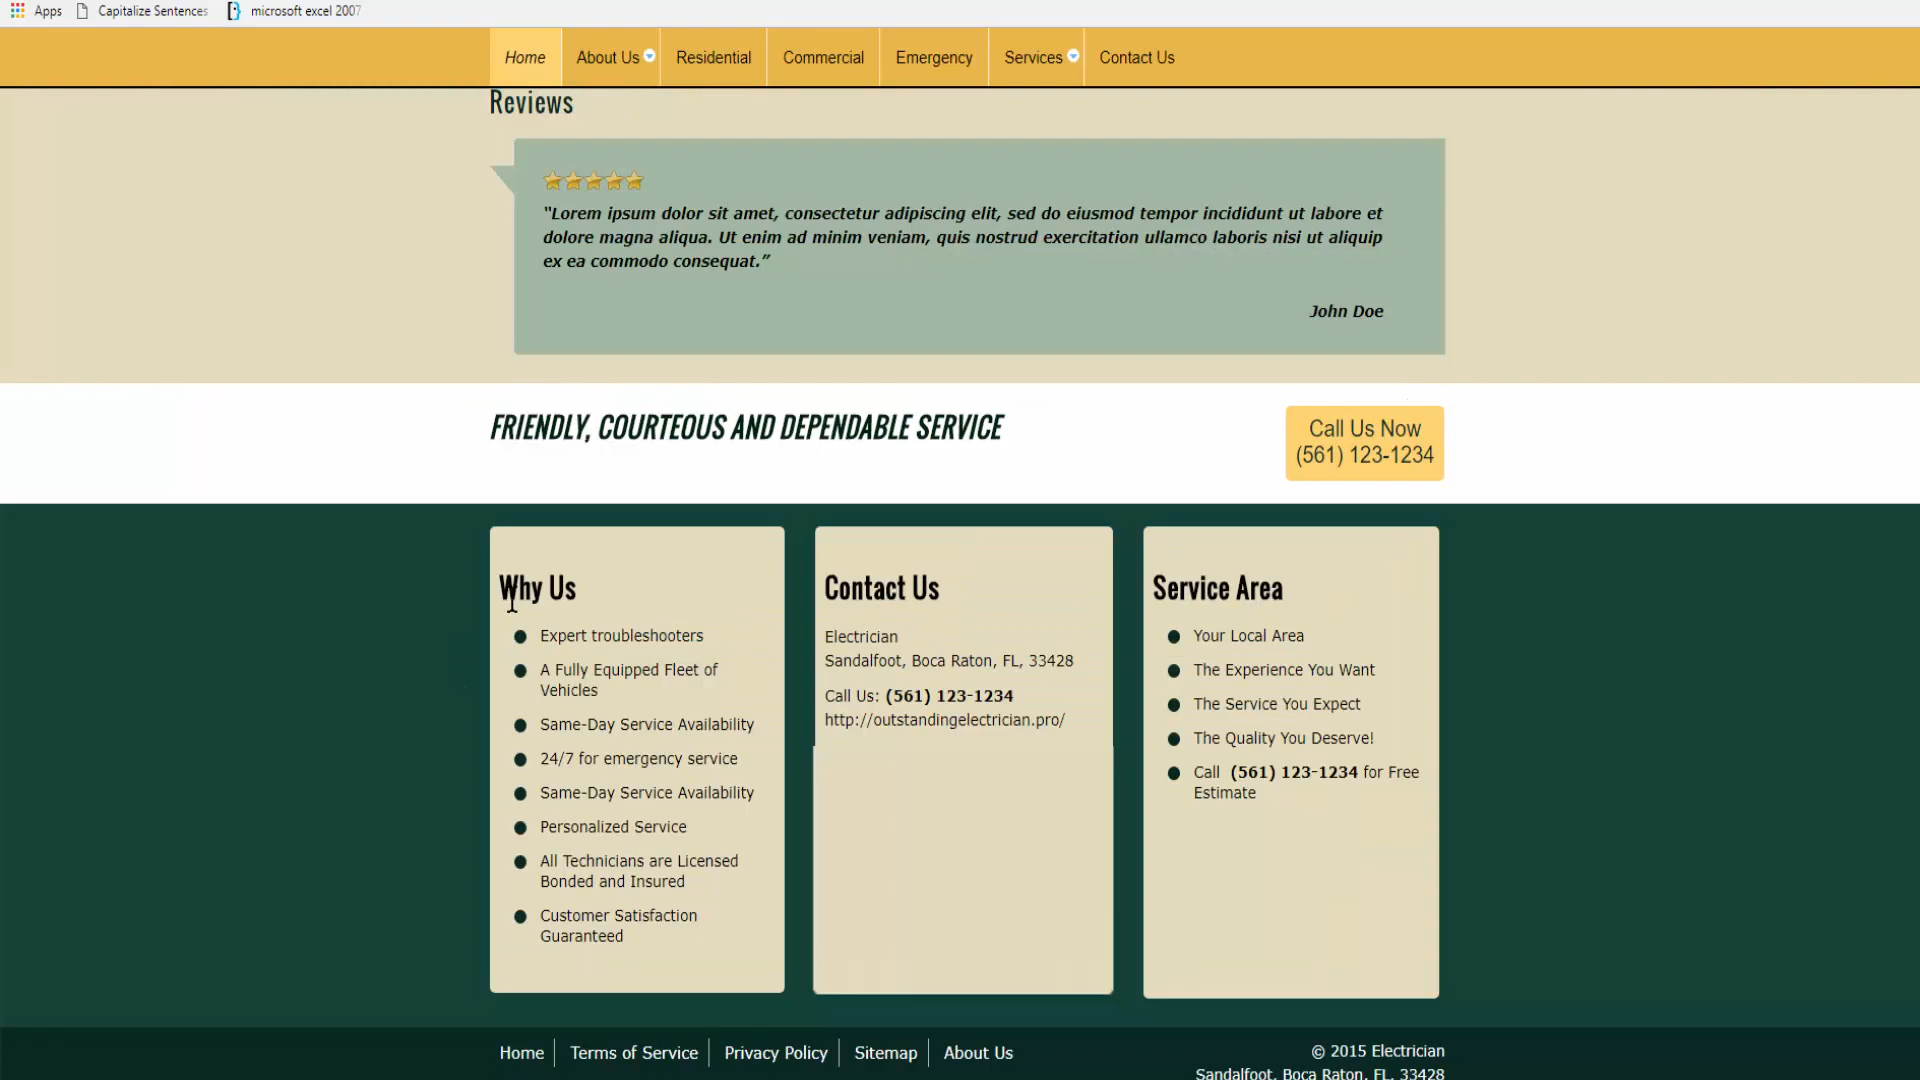 Apps Capitalize Sentences microsoft excel 2007
Home About Us Residential Commercial Emergency Services Contact Us
Reviews
“Lorem ipsum dolor sit amet, consectetur adipiscing elit, sed do eiusmod tempor incididunt ut labore et
dolore magna aliqua. Ut enim ad minim veniam, quis nostrud exercitation ullamco laboris nisi ut aliquip
ex ea commodo consequat.”
John Doe
FRIENDLY, COURTEOUS AND DEPENDABLE SERVICE
Call Us Now
(561) 123-1234
Why Us
Expert troubleshooters
A Fully Equipped Fleet of
Vehicles
Same-Day Service Availability
24/7 for emergency service
Same-Day Service Availability
Personalized Service
All Technicians are Licensed
Bonded and Insured
Customer Satisfaction
Guaranteed
Contact Us
Electrician
Sandalfoot, Boca Raton, FL, 33428
Call Us: (561) 123-1234
http://outstandingelectrician.pro/
Service Area
Your Local Area
The Experience You Want
The Service You Expect
The Quality You Deserve!
Call (561) 123-1234 for Free
Estimate
Home Terms of Service Privacy Policy Sitemap About Us
© 2015 Electrician
Sandalfoot, Boca Raton, FL, 33428